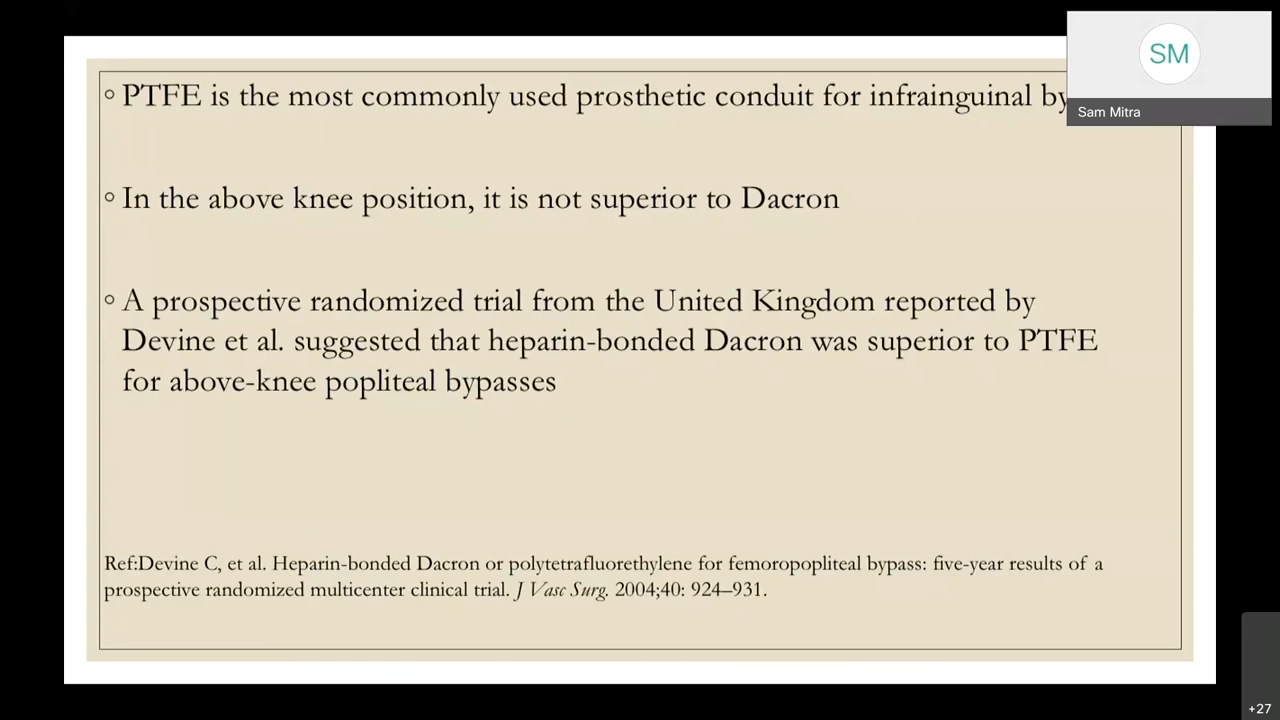 ◦ PTFE is the most commonly used prosthetic conduit for infrainguinal
SM
Sam Mitra
◦ In the above knee position, it is not superior to Dacron
◦ A prospective randomized trial from the United Kingdom reported by
Devine et al. suggested that heparin-bonded Dacron was superior to PTFE
for above-knee popliteal bypasses
Ref:Devine C, et al. Heparin-bonded Dacron or polytetrafluorethylene for femoropopliteal bypass: five-year results of a
prospective randomized multicenter clinical trial. J Vasc Surg. 2004;40: 924–931.
+27